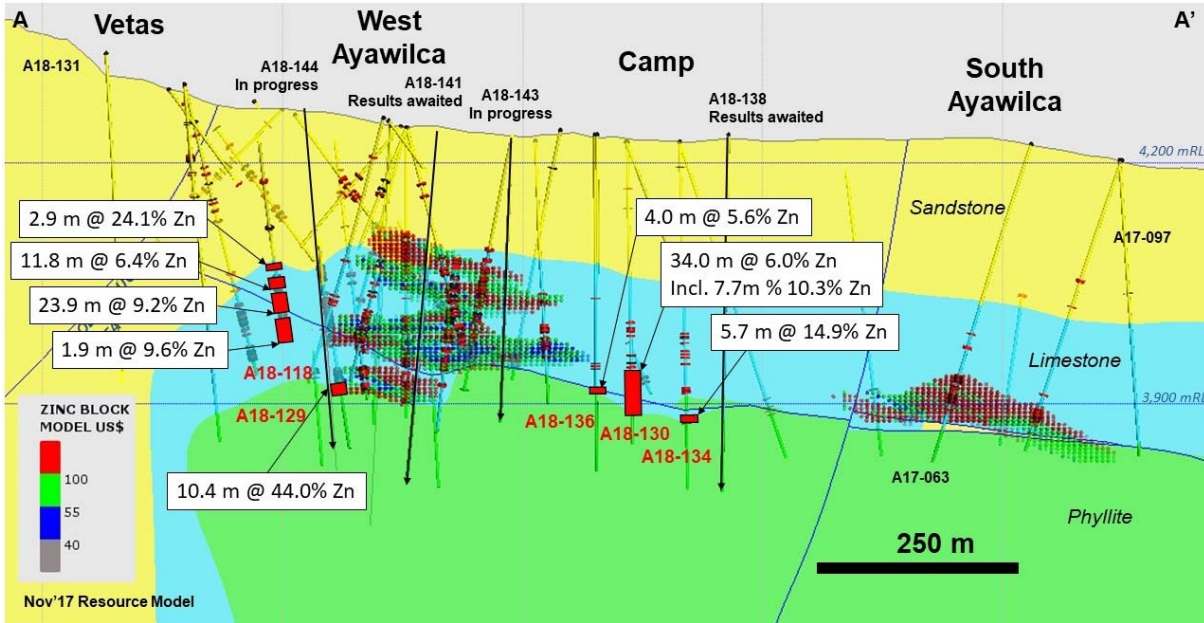 A
A'
Vetas
West
Ayawilca
Camp
South
Ayawilca
A18-131
A18-144
In progress
A18-141
Results awaited
A18-143
In progress
A18-138
Results awaited
4,200 mRL
2.9 m @ 24.1% Zn
11.8 m @ 6.4% Zn
23.9 m @ 9.2% Zn
1.9 m @ 9.6% Zn
4.0 m @ 5.6% Zn
34.0 m @ 6.0% Zn
Incl. 7.7m % 10.3% Zn
5.7 m @ 14.9% Zn
Sandstone
A17-097
Limestone
A18-118
A18-129
A18-136
A18-130
A18-134
3,900 mRL
10.4 m @ 44.0% Zn
A17-063
Phyllite
250 m
ZINC BLOCK
MODEL US$
100
55
40
Nov'17 Resource Model